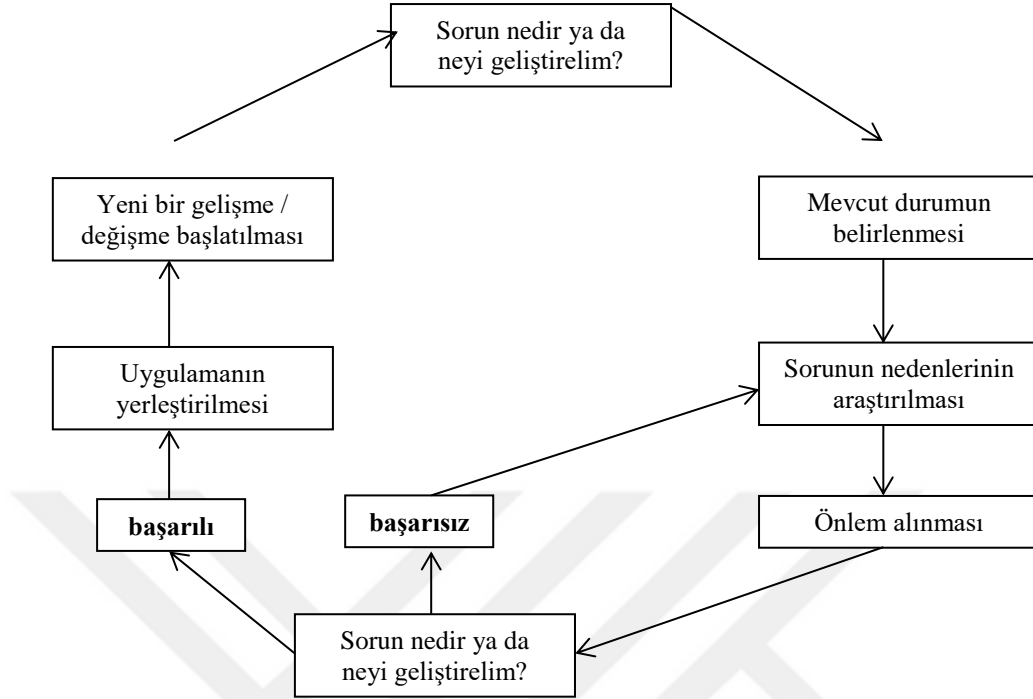 Sorun nedir ya da
neyi geliştirelim?
Yeni bir gelişme /
değişme başlatılması
Mevcut durumun
belirlenmesi
Uygulamanın
yerleştirilmesi
Sorunun nedenlerinin
araştırılması
başarılı
başarısız
Önlem alınması
Sorun nedir ya da
neyi geliştirelim?